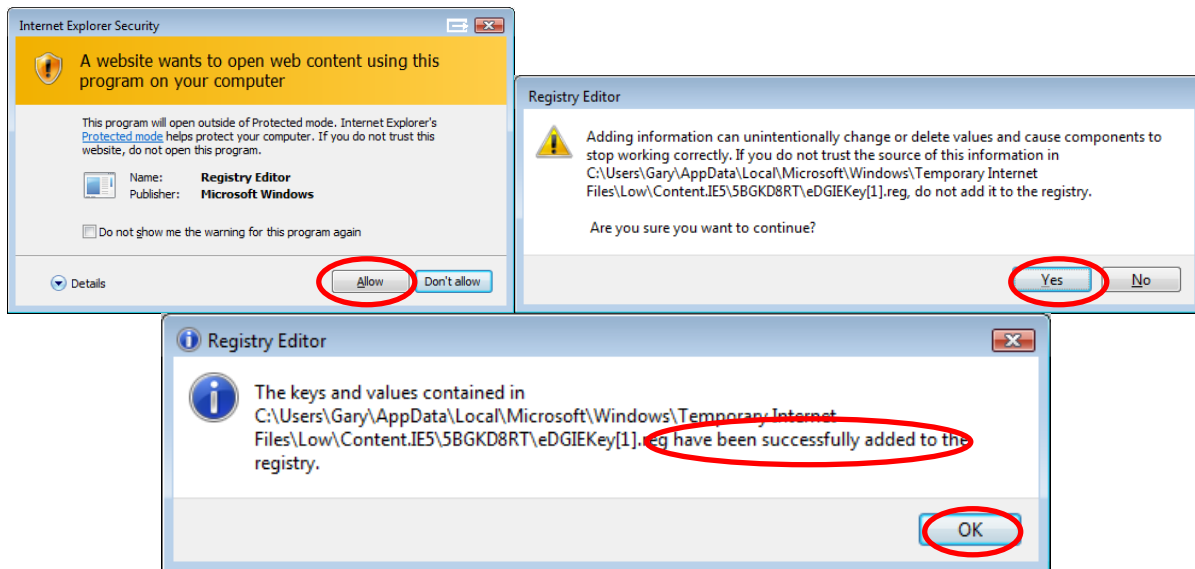 Internet Explorer Security
A website wants to open web content using this
program on your computer
This program will open outside of Protected mode. Internet Explorer's
Protected mode helps protect your computer. If you do not trust this
website, do not open this program.
Name: Registry Editor
Publisher: Microsoft Windows
Do not show me the warning for this program again
Details
Allow
Don't allow
Registry Editor
Adding information can unintentionally change or delete values and cause components to
stop working correctly. If you do not trust the source of this information in
C:\Users\Gary\AppData\Local\Microsoft\Windows\Temporary Internet
Files\Low\Content.IE5\5BGKD8RT\eDGIEKey[1].reg, do not add it to the registry.
Are you sure you want to continue?
Yes
No
Registry Editor
The keys and values contained in
C:\Users\Gary\AppData\Local\Microsoft\Windows\Temporary Internet
Files\Low\Content.IE5\5BGKD8RT\eDGIEKey[1].reg have been successfully added to the
registry.
OK